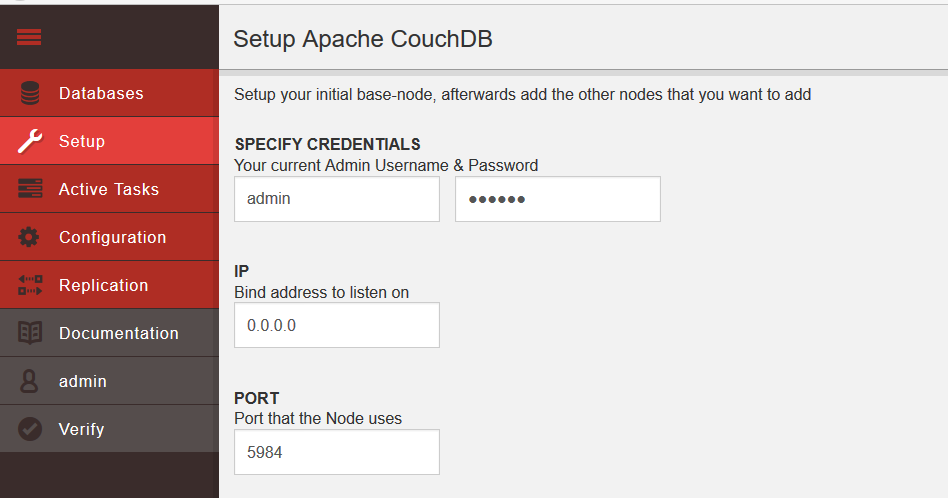 Setup Apache CouchDB
Databases
Setup
Active Tasks
Configuration
Replication
Documentation
admin
Verify
Setup your initial base-node, afterwards add the other nodes that you want to add
SPECIFY CREDENTIALS
Your current Admin Username & Password
admin
••••••
IP
Bind address to listen on
0.0.0.0
PORT
Port that the Node uses
5984